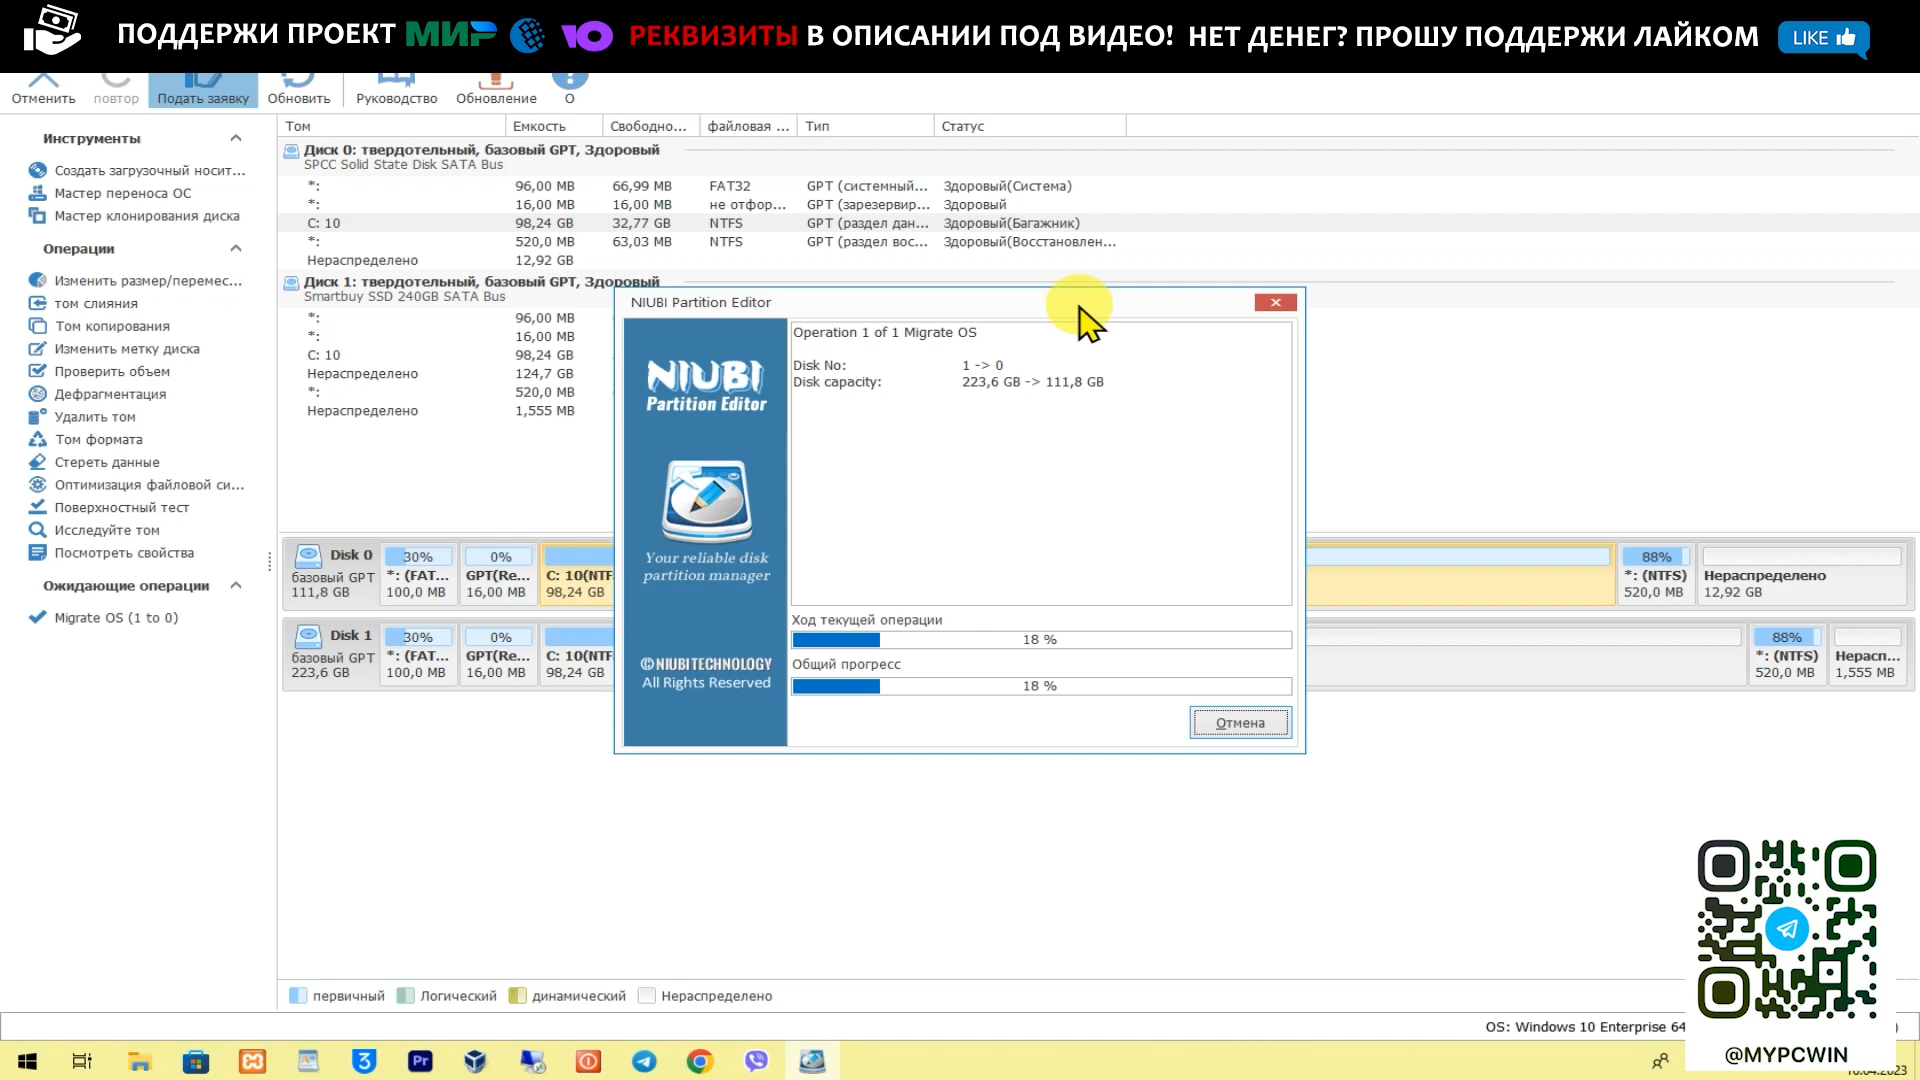 ПОДДЕРЖИ ПРОЕКТ МИР Ю РЕКВИЗИТЫ В ОПИСАНИИ ПОД ВИДЕО! НЕТ ДЕНЕГ? ПРОШУ ПОДДЕРЖИ ЛАЙКОМ LIKE
Отменить повтор Подать заявку Обновить Руководство Обновление О
Инструменты
Создать загрузочный носит...
Мастер переноса ОС
Мастер клонирования диска
Операции
Изменить размер/перемес...
том слияния
Том копирования
Изменить метку диска
Проверить объем
Дефрагментация
Удалить том
Том формата
Стереть данные
Оптимизация файловой си...
Поверхностный тест
Исследуйте том
Посмотреть свойства
Ожидающие операции
Migrate OS (1 to 0)
Том Емкость Свободно... файловая ... Тип Статус
Диск 0: твердотельный, базовый GPT, Здоровый
SPCC Solid State Disk SATA Bus
*: 96,00 MB 66,99 MB FAT32 GPT (системный... Здоровый(Система)
*: 16,00 MB 16,00 MB не отфор... GPT (зарезервир... Здоровый
C: 10 98,24 GB 32,77 GB NTFS GPT (раздел дан... Здоровый(Багажник)
*: 520,0 MB 63,03 MB NTFS GPT (раздел вос... Здоровый(Восстановлен...
Нераспределено 12,92 GB
Диск 1: твердотельный, базовый GPT, Здоровый
Smartbuy SSD 240GB SATA Bus
*: 96,00 MB
*: 16,00 MB
C: 10 98,24 GB
Нераспределено 124,7 GB
*: 520,0 MB
Нераспределено 1,555 MB
NIUBI Partition Editor
NIUBI
Partition Editor
Your reliable disk
partition manager
© NIUBI TECHNOLOGY
All Rights Reserved
Operation 1 of 1 Migrate OS
Disk No: 1 -> 0
Disk capacity: 223,6 GB -> 111,8 GB
Ход текущей операции
18 %
Общий прогресс
18 %
Отмена
Disk 0 30% 0% 88%
базовый GPT *: (FAT... GPT(Re... C: 10(NTF *: (NTFS) Нераспределено
111,8 GB 100,0 MB 16,00 MB 98,24 GB 520,0 MB 12,92 GB
Disk 1 30% 0% 88%
базовый GPT *: (FAT... GPT(Re... C: 10(NTF *: (NTFS) Нерасп...
223,6 GB 100,0 MB 16,00 MB 98,24 GB 520,0 MB 1,555 MB
первичный Логический динамический Нераспределено
OS: Windows 10 Enterprise 64
Pr
@MYPCWIN